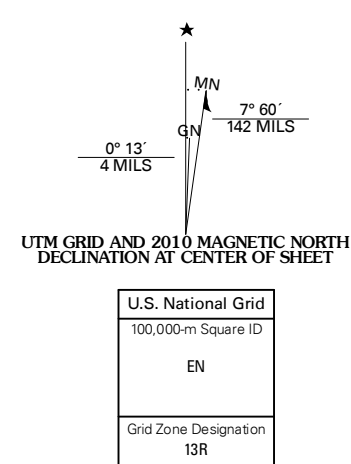 MN
GN
7° 60´
142 MILS
0° 13´
4 MILS
UTM GRID AND 2010 MAGNETIC NORTH
DECLINATION AT CENTER OF SHEET
U.S. National Grid
100,000-m Square ID
EN
Grid Zone Designation
13R